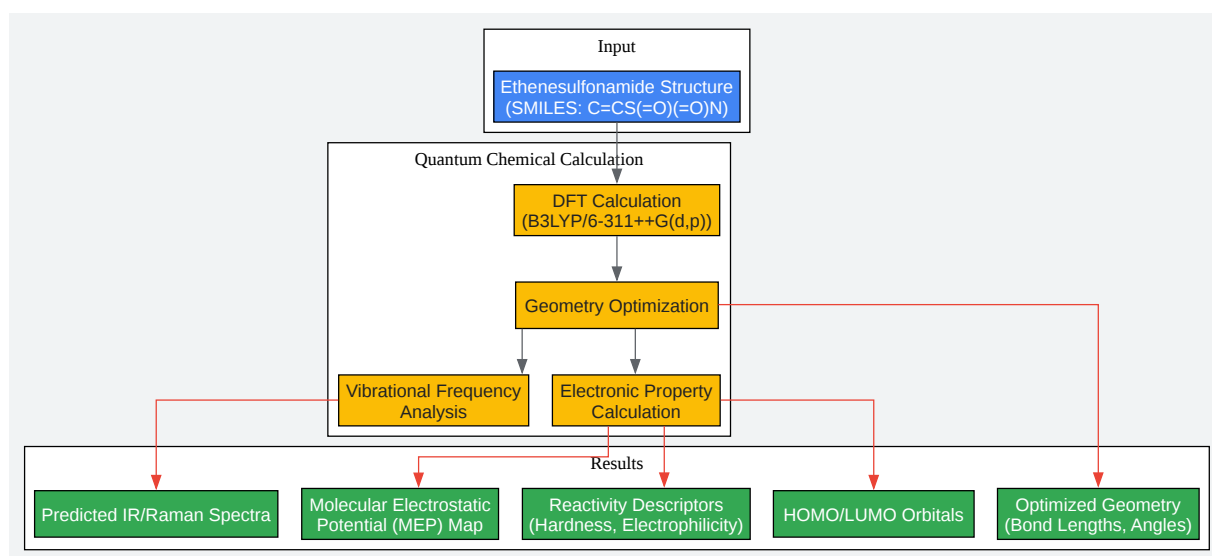 Input
Ethenesulfonamide Structure
(SMILES: C=CS(=O)(=O)N)
Quantum Chemical Calculation
DFT Calculation
(B3LYP/6-311++G(d,p))
Geometry Optimization
Vibrational Frequency
Analysis
Electronic Property
Calculation
Results
Predicted IR/Raman Spectra
Molecular Electrostatic
Potential (MEP) Map
Reactivity Descriptors
(Hardness, Electrophilicity)
HOMO/LUMO Orbitals
Optimized Geometry
(Bond Lengths, Angles)